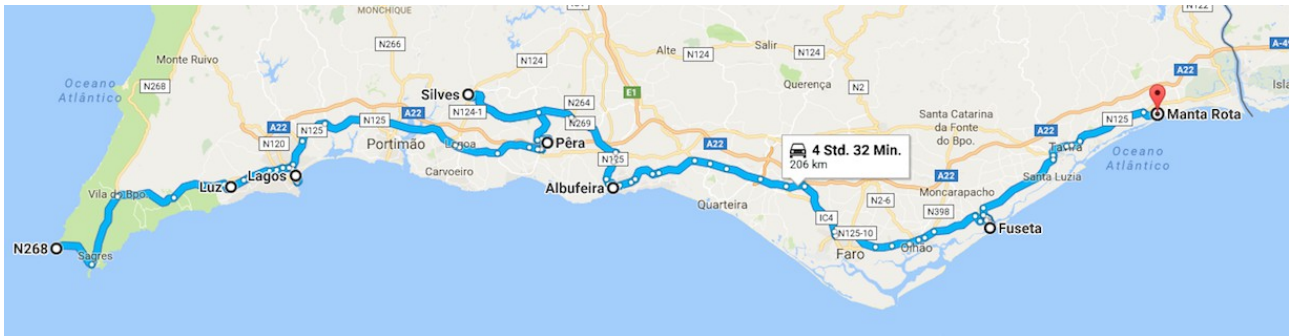 MONCHIQUE
N266
N122
Alte
Salir
N124
N124
A-49
Monte Ruivo
A22
Oceano
Atlântico
N268
Silves
N264
E1
Querença
N2
Isla
N124-1
A22
N269
Santa Catarina
da Fonte
do Bpo.
N125
Manta Rota
A22
N125
N125
Portimão
Pêra
A22
4 Std. 32 Min.
206 km
Oceano
Atlântico
N120
N125
Carvoeiro
Lagos
Luz
Albufeira
A22
Moncarapacho
Santa Luzia
Vila do Bpo.
Quarteira
N2-6
N398
IC4
Fuseta
N268
Sagres
N125-10
Olhão
Faro